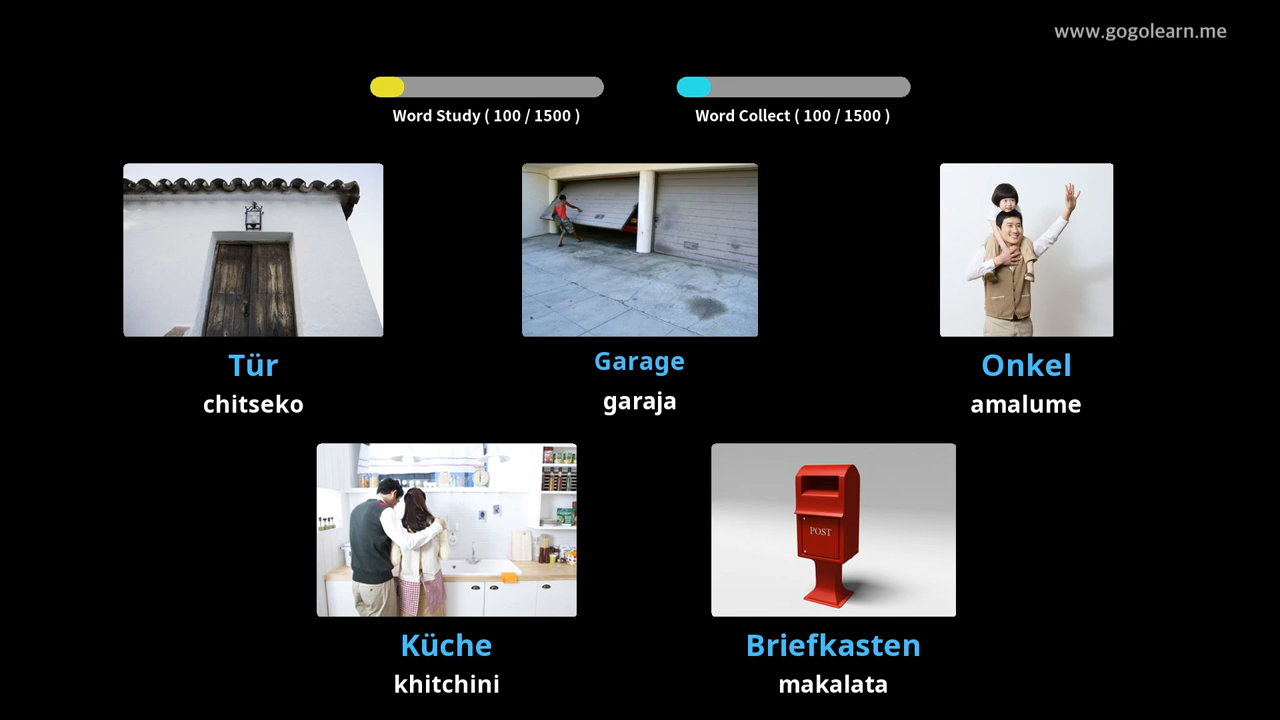 www.gogolearn.me
Word Study ( 100 / 1500 )
Word Collect ( 100 / 1500 )
Tür
chitseko
Garage
garaja
Onkel
amalume
POST
Küche
khitchini
Briefkasten
makalata